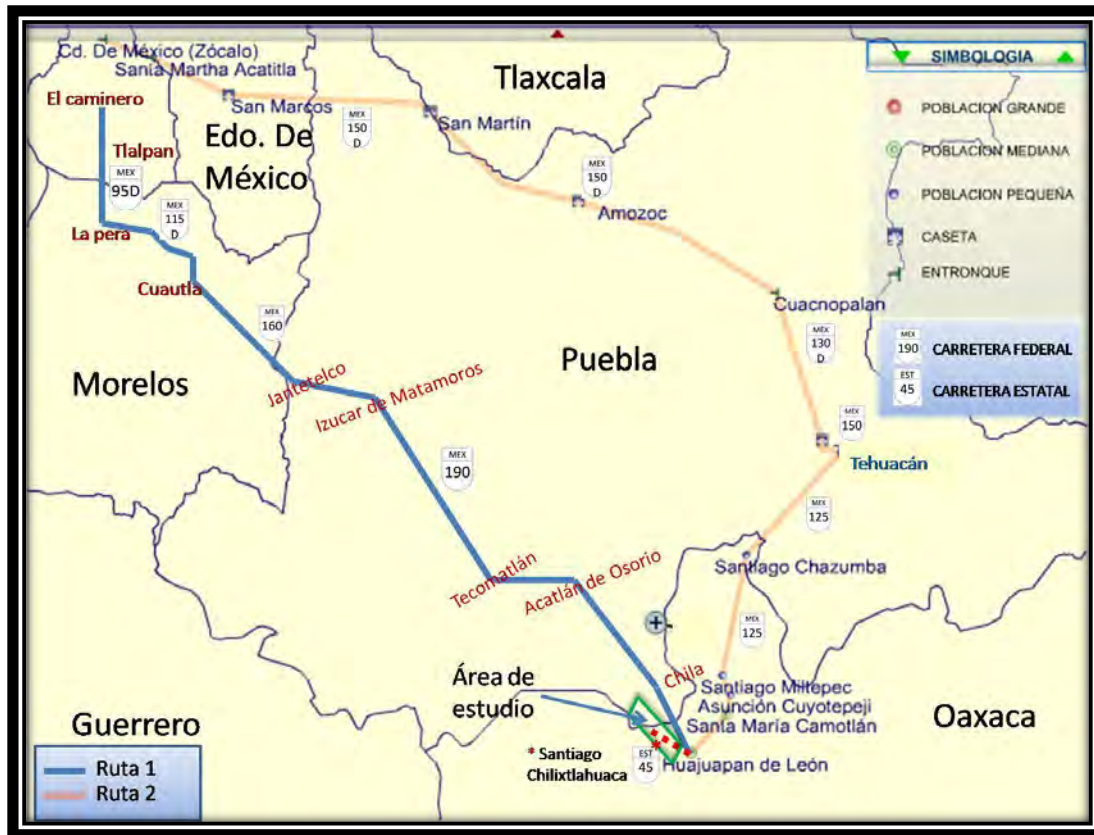 Cd. De México (Zócalo)
Santa Martha Acatitla
El caminero
San Marcos
Tlaxcala
SIMBOLOGIA
POBLACION GRANDE
POBLACION MEDIANA
POBLACION PEQUEÑA
CASETA
ENTRONQUE
MEX
190
CARRETERA FEDERAL
EST
45
CARRETERA ESTATAL
MEX
150
D
San Martín
Tlalpan
Edo. De
México
MEX
95D
MEX
115
D
MEX
150
D
Amozoc
La pera
Cuautla
Cuacnopalan
MEX
160
MEX
130
D
Puebla
Morelos
Jantetelco
Izucar de Matamoros
MEX
150
Tehuacán
MEX
190
MEX
125
Tecomatlán
Acatlán de Osorio
Santiago Chazumba
MEX
125
Chila
Área de
estudio
Santiago Miltepec
Asunción Cuyotepeji
Santa María Camotlán
Guerrero
Oaxaca
* Santiago
Chilixtlahuaca
EST
45
Huajuapan de León
Ruta 1
Ruta 2